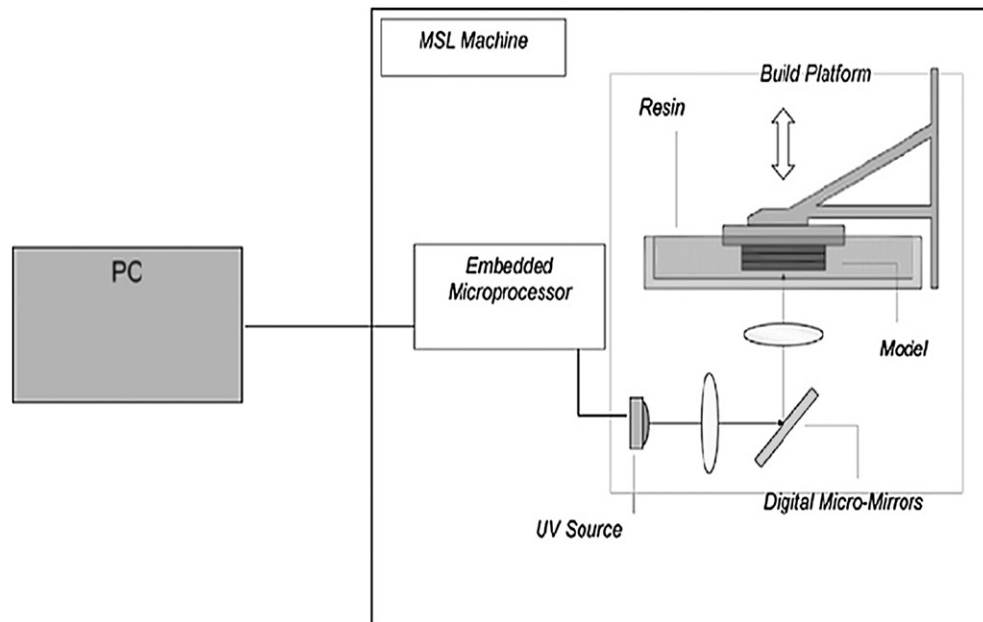 MSL Machine
Build Platform
Resin
PC
Embedded
Microprocessor
Model
Digital Micro-Mirrors
UV Source